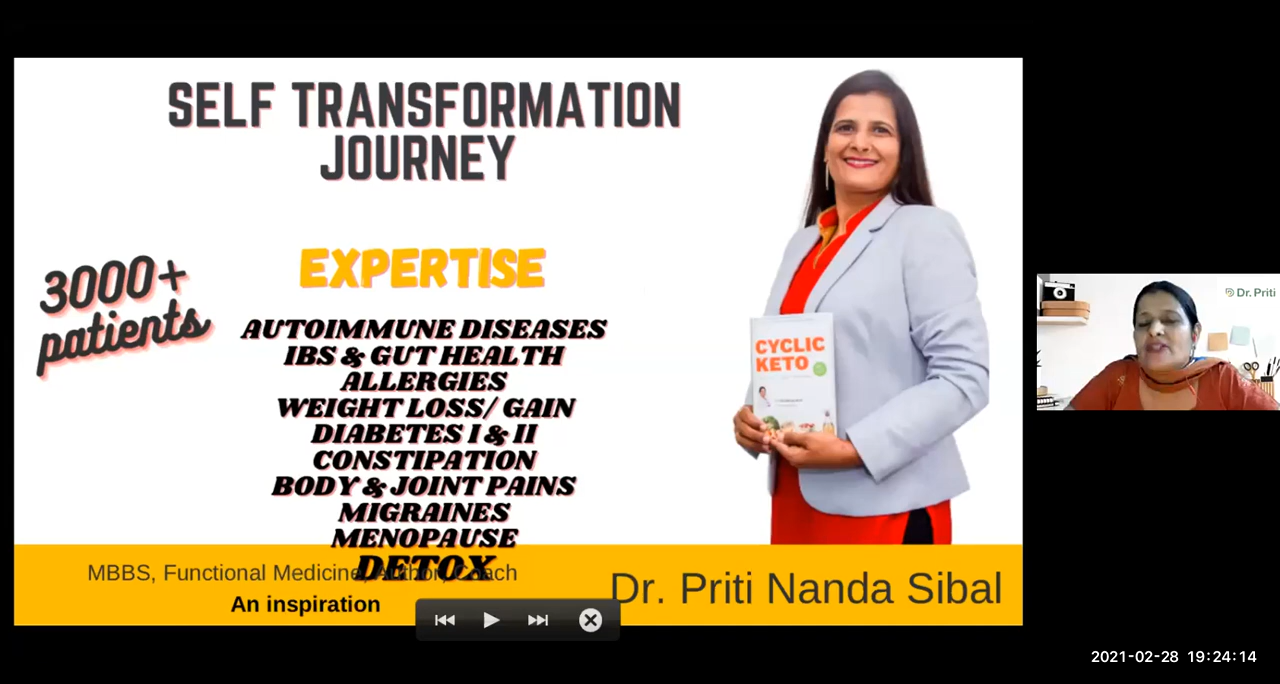 SELF TRANSFORMATION
JOURNEY
3000+
patients
EXPERTISE
AUTOIMMUNE DISEASES
IBS & GUT HEALTH
ALLERGIES
WEIGHT LOSS/ GAIN
DIABETES I & II
CONSTIPATION
BODY & JOINT PAINS
MIGRAINES
MENOPAUSE
DETOX
MBBS, Functional Medicine, Author, Coach
An inspiration
Dr. Priti Nanda Sibal
CYCLIC
KETO
Dr. Priti
2021-02-28 19:24:14